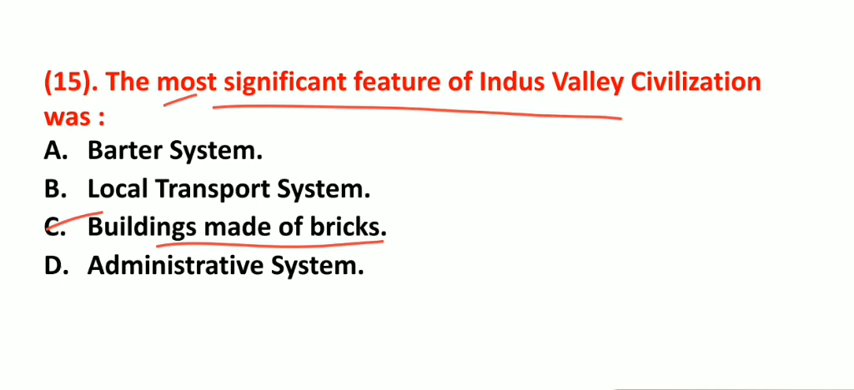 (15). The most significant feature of Indus Valley Civilization
was :
A. Barter System.
B. Local Transport System.
C. Buildings made of bricks.
D. Administrative System.